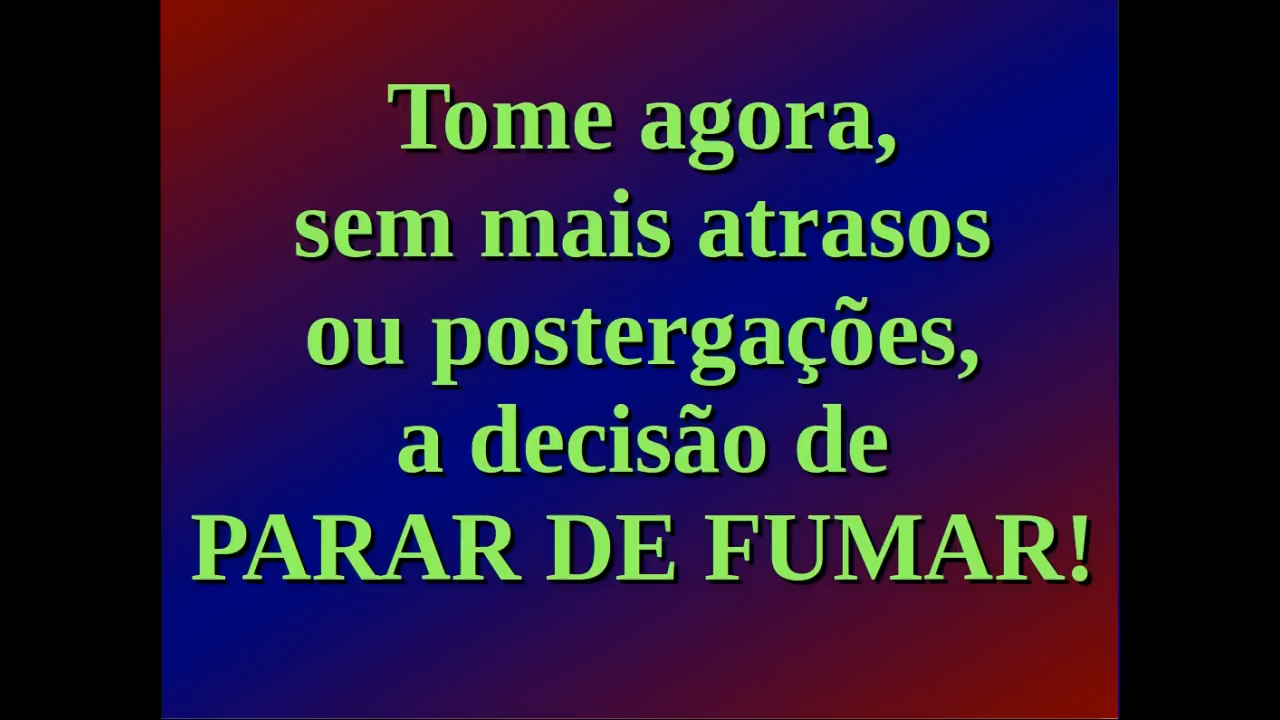 Tome agora,
sem mais atrasos
ou postergações,
a decisão de
PARAR DE FUMAR!